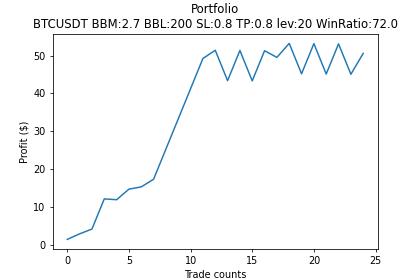 Portfolio
BTCUSDT BBM:2.7 BBL:200 SL:0.8 TP:0.8 lev:20 WinRatio:72.0
50
40
30
20
10
0
Profit ($)
0 5 10 15 20 25
Trade counts